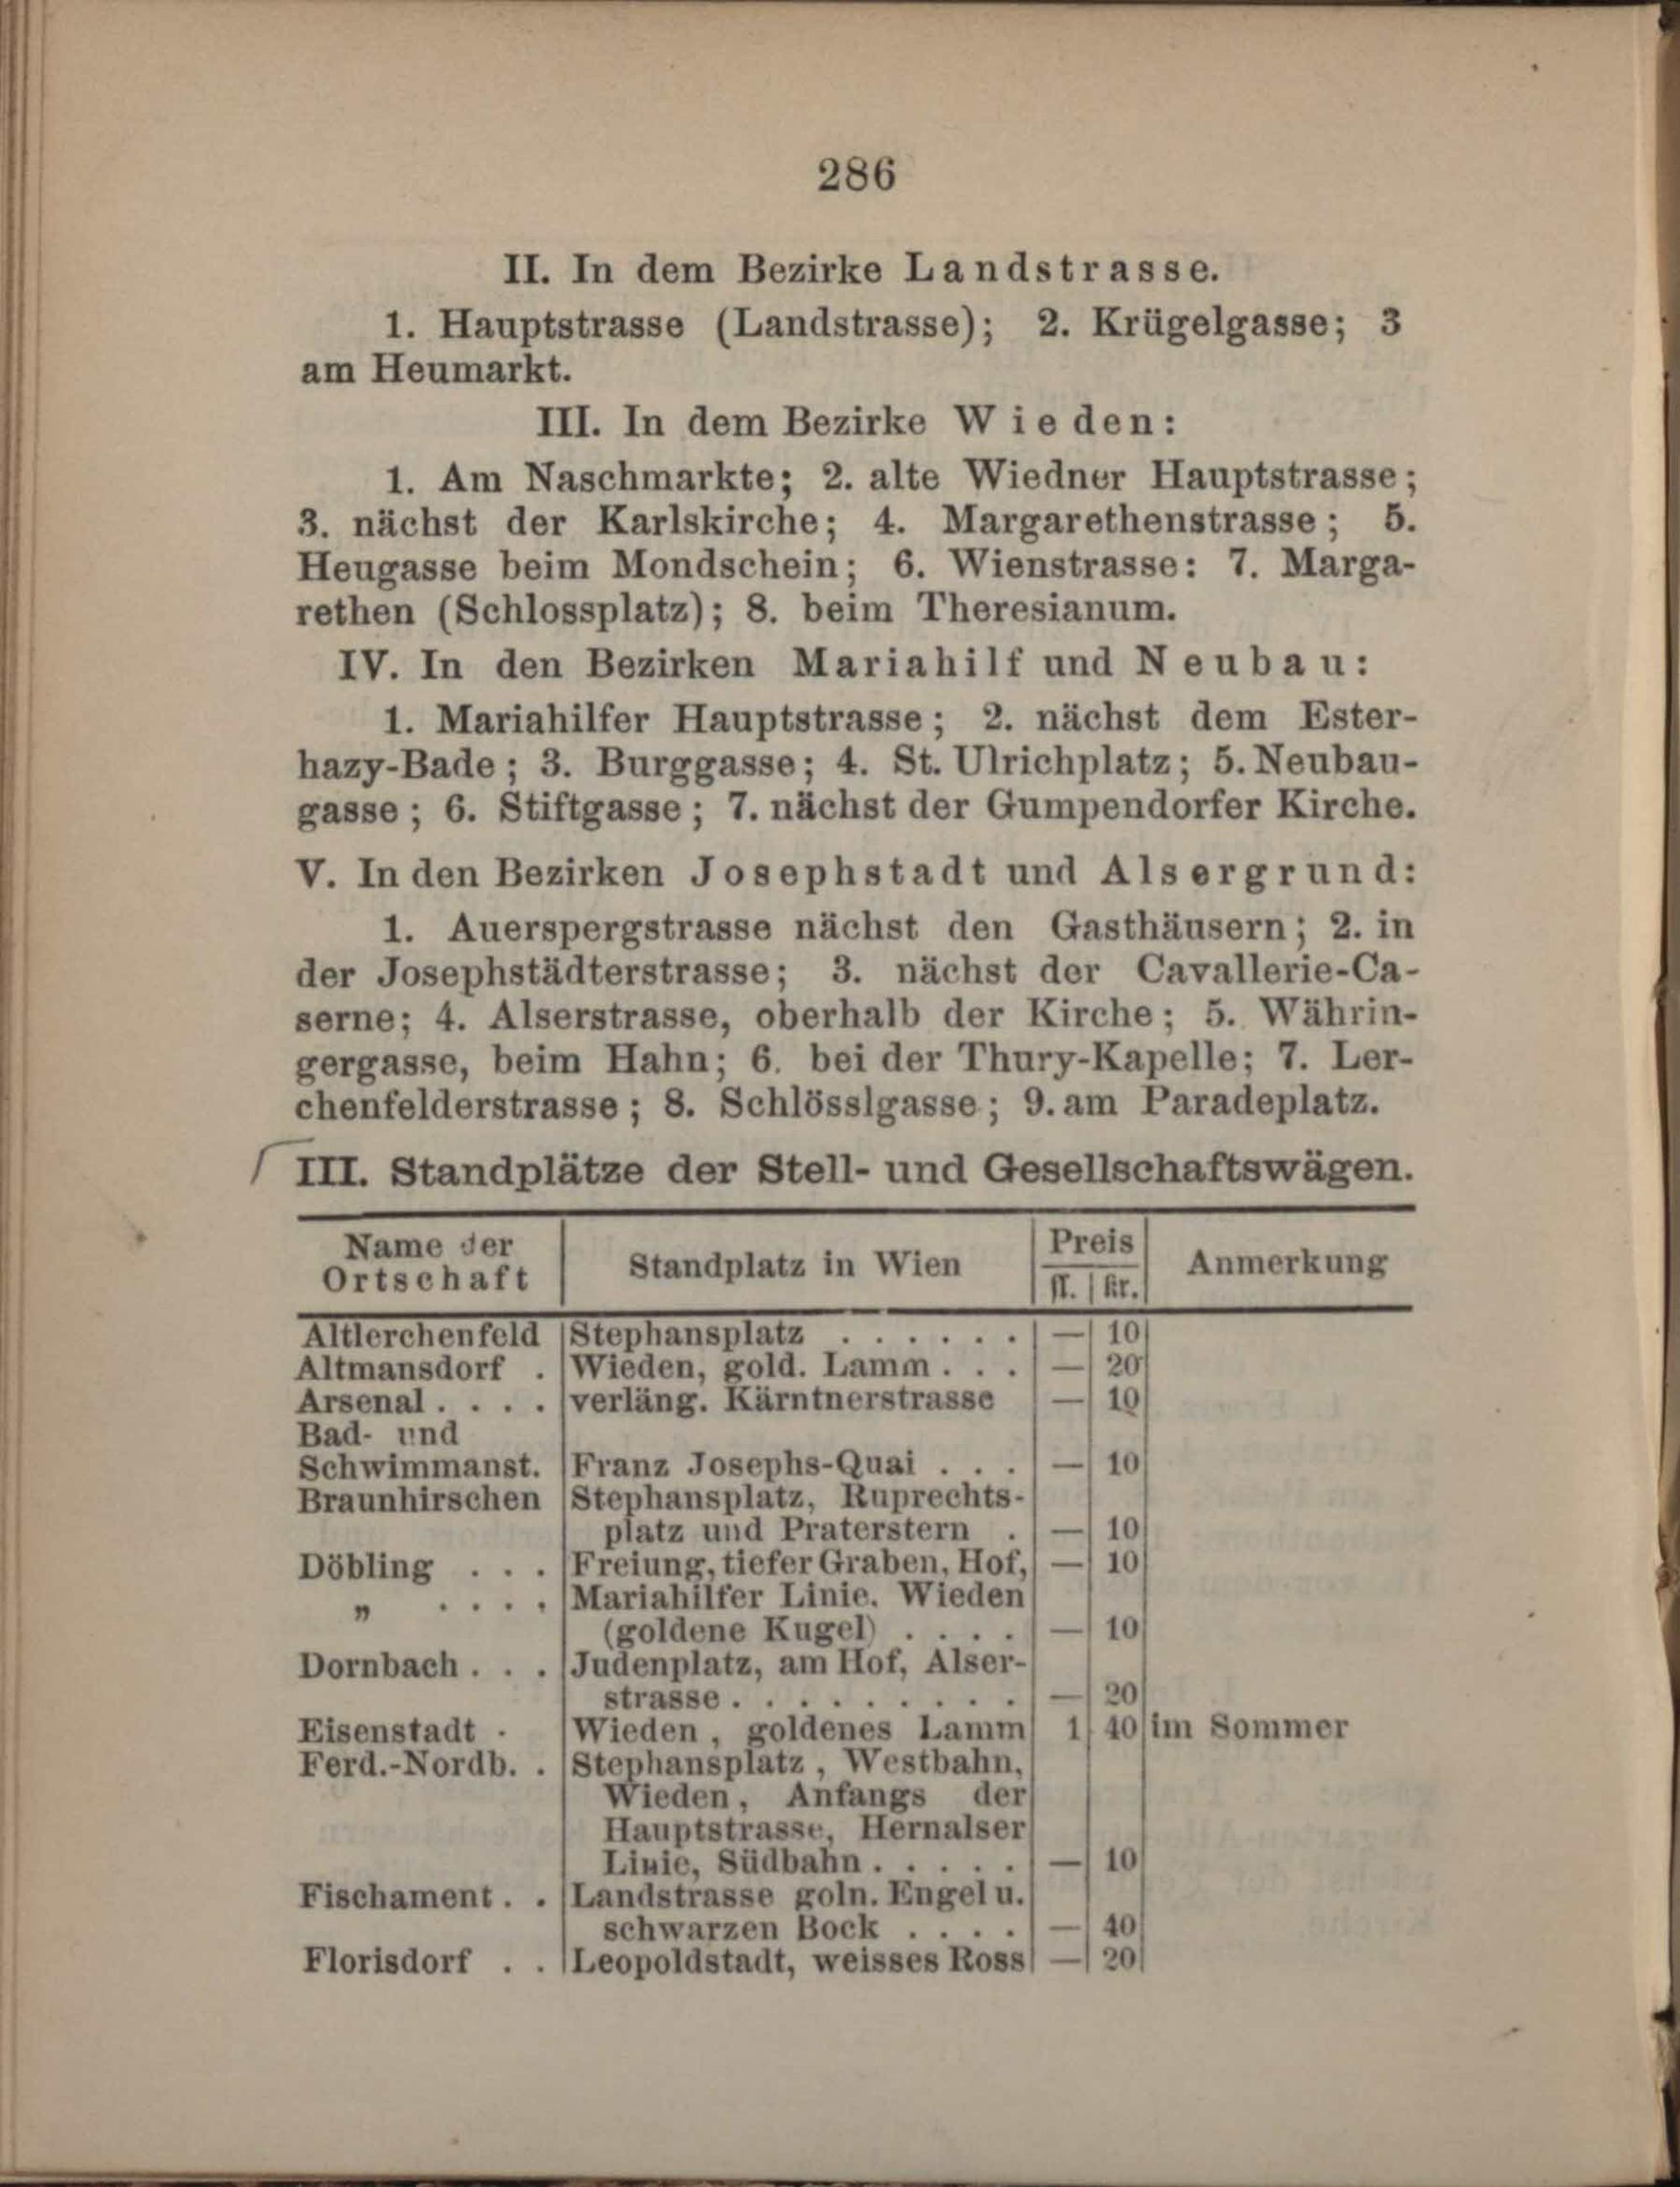 286
II. In dem Bezirke Landstrasse.
1. Hauptstrasse (Landstrasse); 2. Krügelgasse; 3
am Heumarkt.
III. In dem Bezirke Wieden:
1. Am Naschmarkte; 2. alte Wiedner Hauptstrasse;
3. nächst der Karlskirche; 4. Margarethenstrasse; 5.
Heugasse beim Mondschein; 6. Wienstrasse: 7. Marga-
rethen (Schlossplatz); 8. beim Theresianum.
IV. In den Bezirken Mariahilf und Neubau:
1. Mariahilfer Hauptstrasse; 2. nächst dem Ester-
hazy-Bade; 3. Burggasse; 4. St. Ulrichplatz; 5. Neubau-
gasse; 6. Stiftgasse; 7. nächst der Gumpendorfer Kirche.
V. In den Bezirken Josephstadt und Alsergrund:
1. Auerspergstrasse nächst den Gasthäusern; 2. in
der Josephstädterstrasse; 3. nächst der Cavallerie-Ca-
serne; 4. Alserstrasse, oberhalb der Kirche; 5. Währin-
gergasse, beim Hahn; 6. bei der Thury-Kapelle; 7. Ler-
chenfelderstrasse; 8. Schlösslgasse; 9. am Paradeplatz.
III. Standplätze der Stell- und Gesellschaftswägen.
Name der Ortschaft | Standplatz in Wien | Preis fl. | kr. | Anmerkung
Altlerchenfeld | Stephansplatz . . . . . . | — | 10
Altmansdorf . | Wieden, gold. Lamm . . . | — | 20
Arsenal . . . . | verläng. Kärntnerstrasse | — | 10
Bad- und
Schwimmanst. | Franz Josephs-Quai . . . | — | 10
Braunhirschen | Stephansplatz, Ruprechts-
platz und Praterstern . | — | 10
Döbling . . . | Freiung, tiefer Graben, Hof, | — | 10
„ . . . . | Mariahilfer Linie, Wieden
(goldene Kugel) . . . . | — | 10
Dornbach . . . | Judenplatz, am Hof, Alser-
strasse . . . . . . . . . | — | 20
Eisenstadt . | Wieden, goldenes Lamm | 1 | 40 | im Sommer
Ferd.-Nordb. . | Stephansplatz, Westbahn,
Wieden, Anfangs der
Hauptstrasse, Hernalser
Linie, Südbahn . . . . . | — | 10
Fischament . . | Landstrasse goln. Engel u.
schwarzen Bock . . . . | — | 40
Florisdorf . . | Leopoldstadt, weisses Ross | — | 20